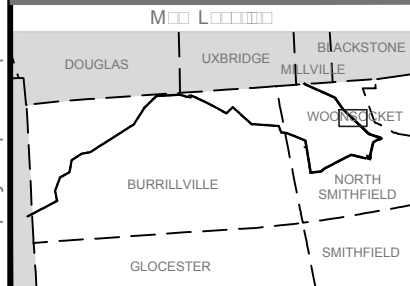 DOUGLAS
UXBRIDGE
BLACKSTONE
MILLVILLE
WOONSOCKET
BURRILLVILLE
NORTH
SMITHFIELD
GLOCESTER
SMITHFIELD